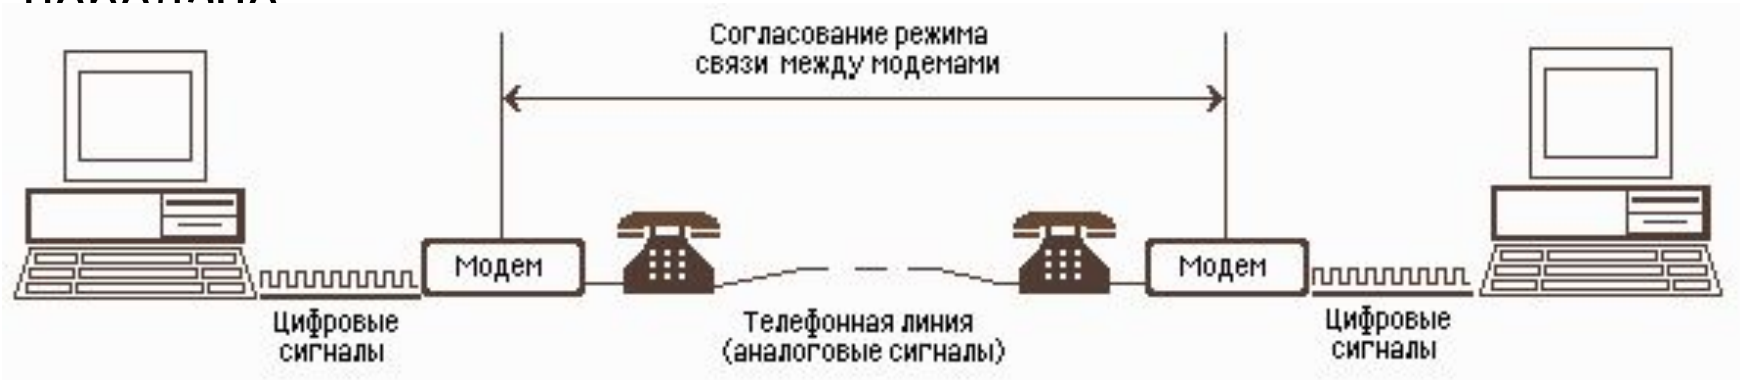 Согласование режима
связи между модемами
Модем
Модем
Цифровые
сигналы
Телефонная линия
(аналоговые сигналы)
Цифровые
сигналы